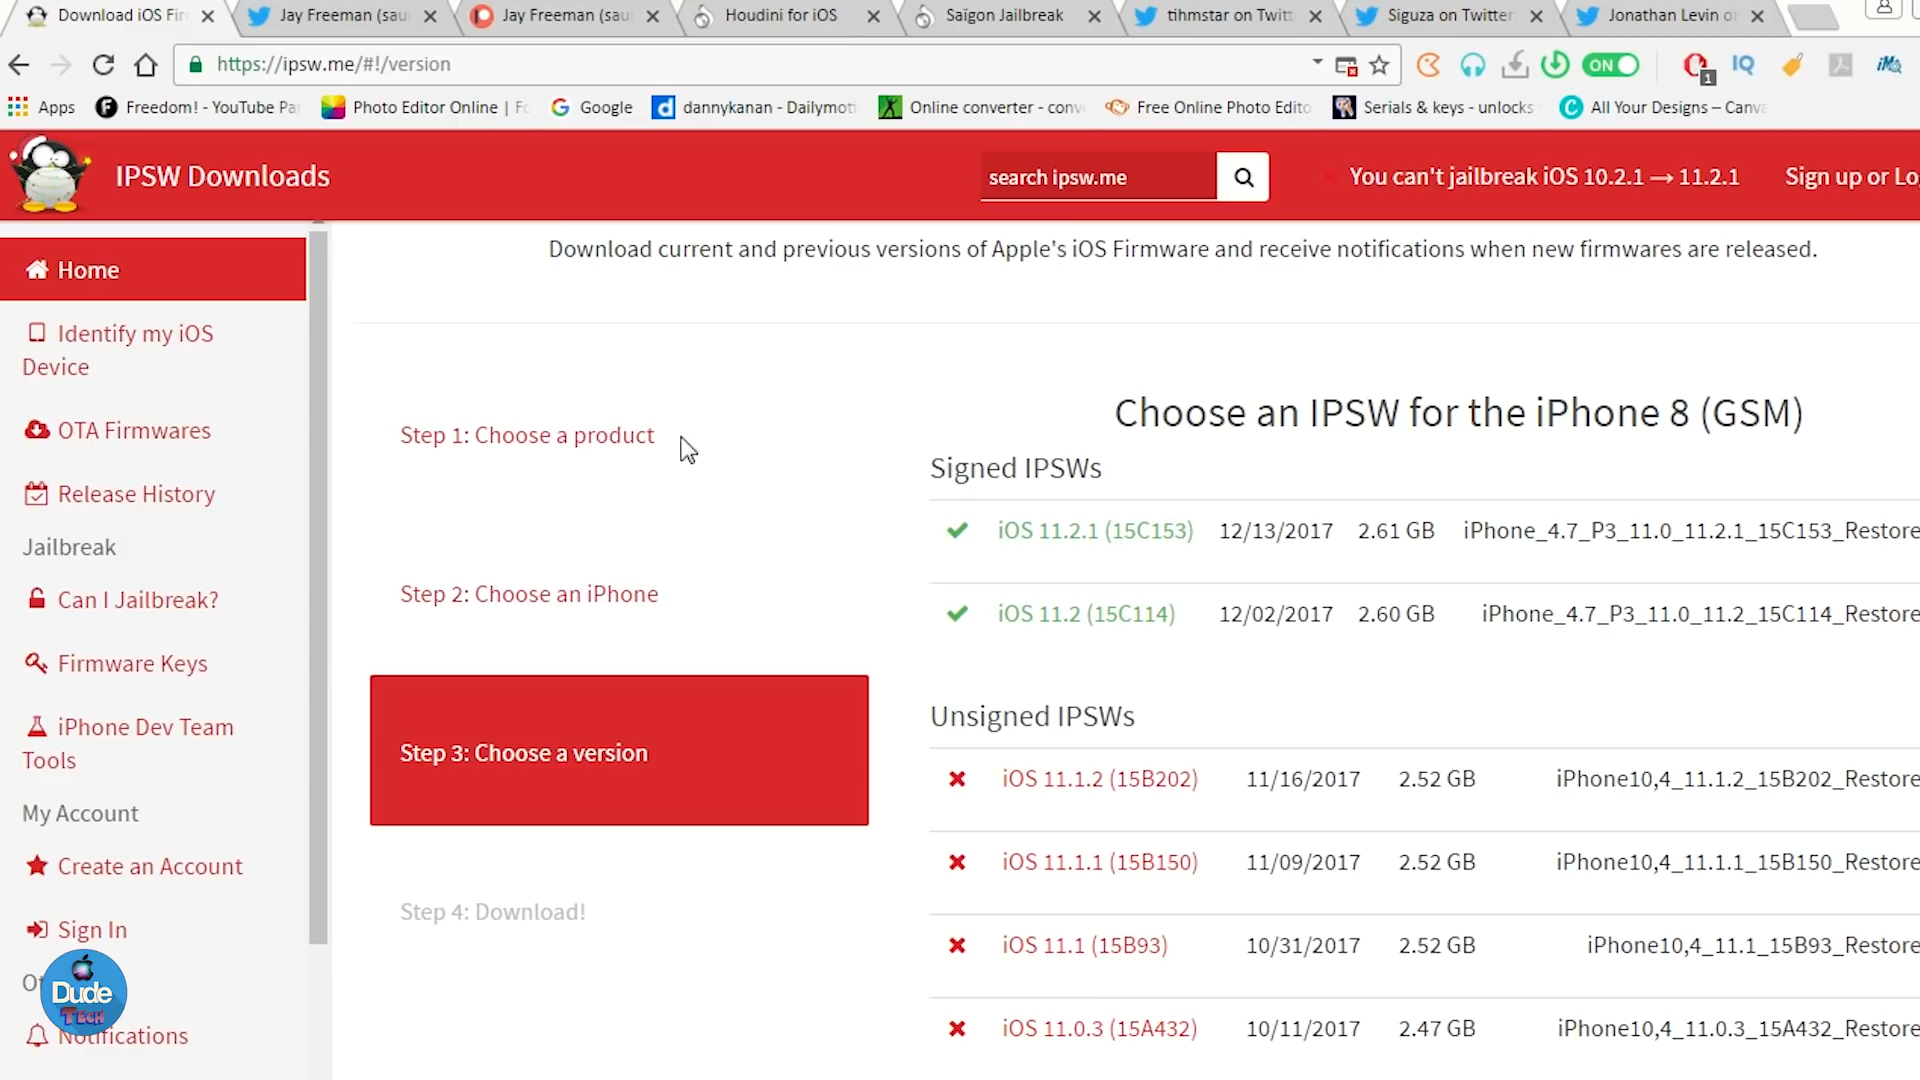 Download iOS Fir
Jay Freeman (sau
Jay Freeman (sau
Houdini for iOS
Saïgon Jailbreak
tihmstar on Twitt
Siguza on Twitter
Jonathan Levin o
https://ipsw.me/#!/version
ON
1
IQ
Apps
Freedom! - YouTube Par
Photo Editor Online | Fo
Google
dannykanan - Dailymoti
Online converter - conv
Free Online Photo Edito
Serials & keys - unlocks
All Your Designs – Canva
IPSW Downloads
search ipsw.me
You can't jailbreak iOS 10.2.1 → 11.2.1
Sign up or Lo
Home
Identify my iOS
Device
OTA Firmwares
Release History
Jailbreak
Can I Jailbreak?
Firmware Keys
iPhone Dev Team
Tools
My Account
Create an Account
Sign In
Dude
Tech
Notifications
Download current and previous versions of Apple's iOS Firmware and receive notifications when new firmwares are released.
Step 1: Choose a product
Step 2: Choose an iPhone
Step 3: Choose a version
Step 4: Download!
Choose an IPSW for the iPhone 8 (GSM)
Signed IPSWs
iOS 11.2.1 (15C153) 12/13/2017 2.61 GB iPhone_4.7_P3_11.0_11.2.1_15C153_Restore
iOS 11.2 (15C114) 12/02/2017 2.60 GB iPhone_4.7_P3_11.0_11.2_15C114_Restore
Unsigned IPSWs
iOS 11.1.2 (15B202) 11/16/2017 2.52 GB iPhone10,4_11.1.2_15B202_Restore
iOS 11.1.1 (15B150) 11/09/2017 2.52 GB iPhone10,4_11.1.1_15B150_Restore
iOS 11.1 (15B93) 10/31/2017 2.52 GB iPhone10,4_11.1_15B93_Restore
iOS 11.0.3 (15A432) 10/11/2017 2.47 GB iPhone10,4_11.0.3_15A432_Restore